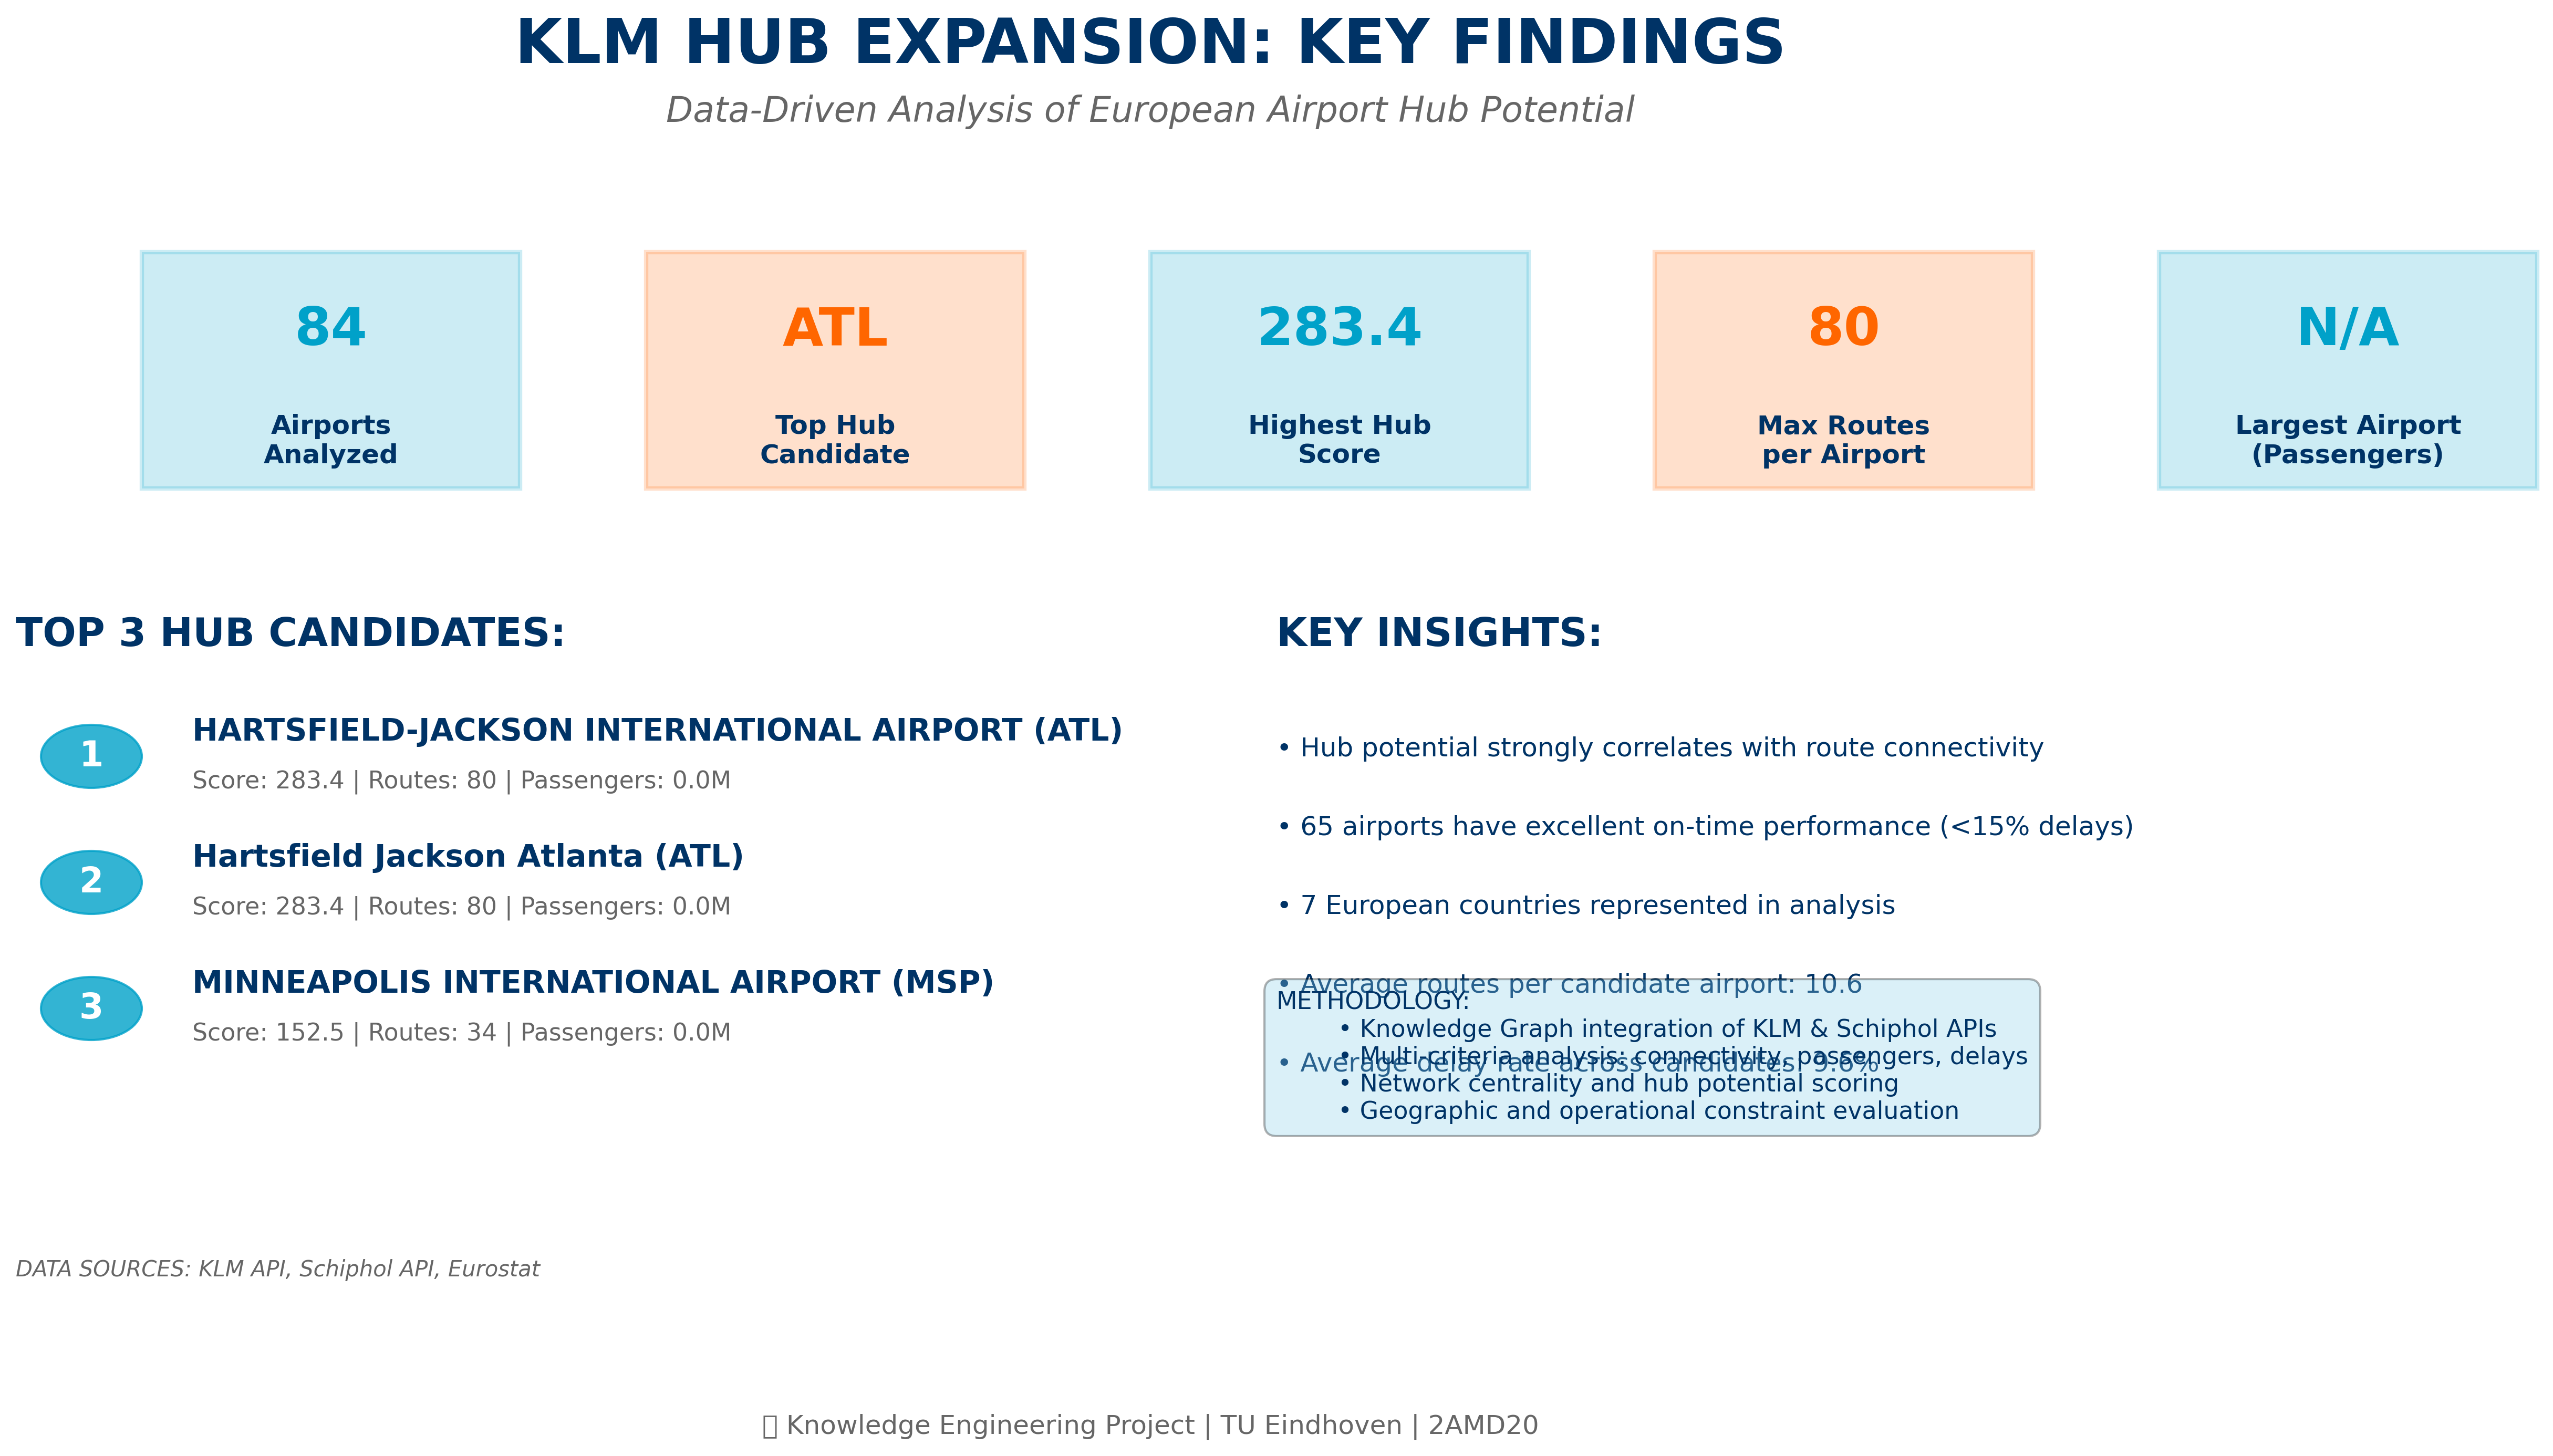 KLM HUB EXPANSION: KEY FINDINGS
Data-Driven Analysis of European Airport Hub Potential
84
Airports
Analyzed
ATL
Top Hub
Candidate
283.4
Highest Hub
Score
80
Max Routes
per Airport
N/A
Largest Airport
(Passengers)
TOP 3 HUB CANDIDATES:
1
HARTSFIELD-JACKSON INTERNATIONAL AIRPORT (ATL)
Score: 283.4 | Routes: 80 | Passengers: 0.0M
2
Hartsfield Jackson Atlanta (ATL)
Score: 283.4 | Routes: 80 | Passengers: 0.0M
3
MINNEAPOLIS INTERNATIONAL AIRPORT (MSP)
Score: 152.5 | Routes: 34 | Passengers: 0.0M
KEY INSIGHTS:
• Hub potential strongly correlates with route connectivity
• 65 airports have excellent on-time performance (<15% delays)
• 7 European countries represented in analysis
• Average routes per candidate airport: 10.6
• Average delay rate across candidates: 9.6%
METHODOLOGY:
• Knowledge Graph integration of KLM & Schiphol APIs
• Multi-criteria analysis: connectivity, passengers, delays
• Network centrality and hub potential scoring
• Geographic and operational constraint evaluation
DATA SOURCES: KLM API, Schiphol API, Eurostat
Knowledge Engineering Project | TU Eindhoven | 2AMD20